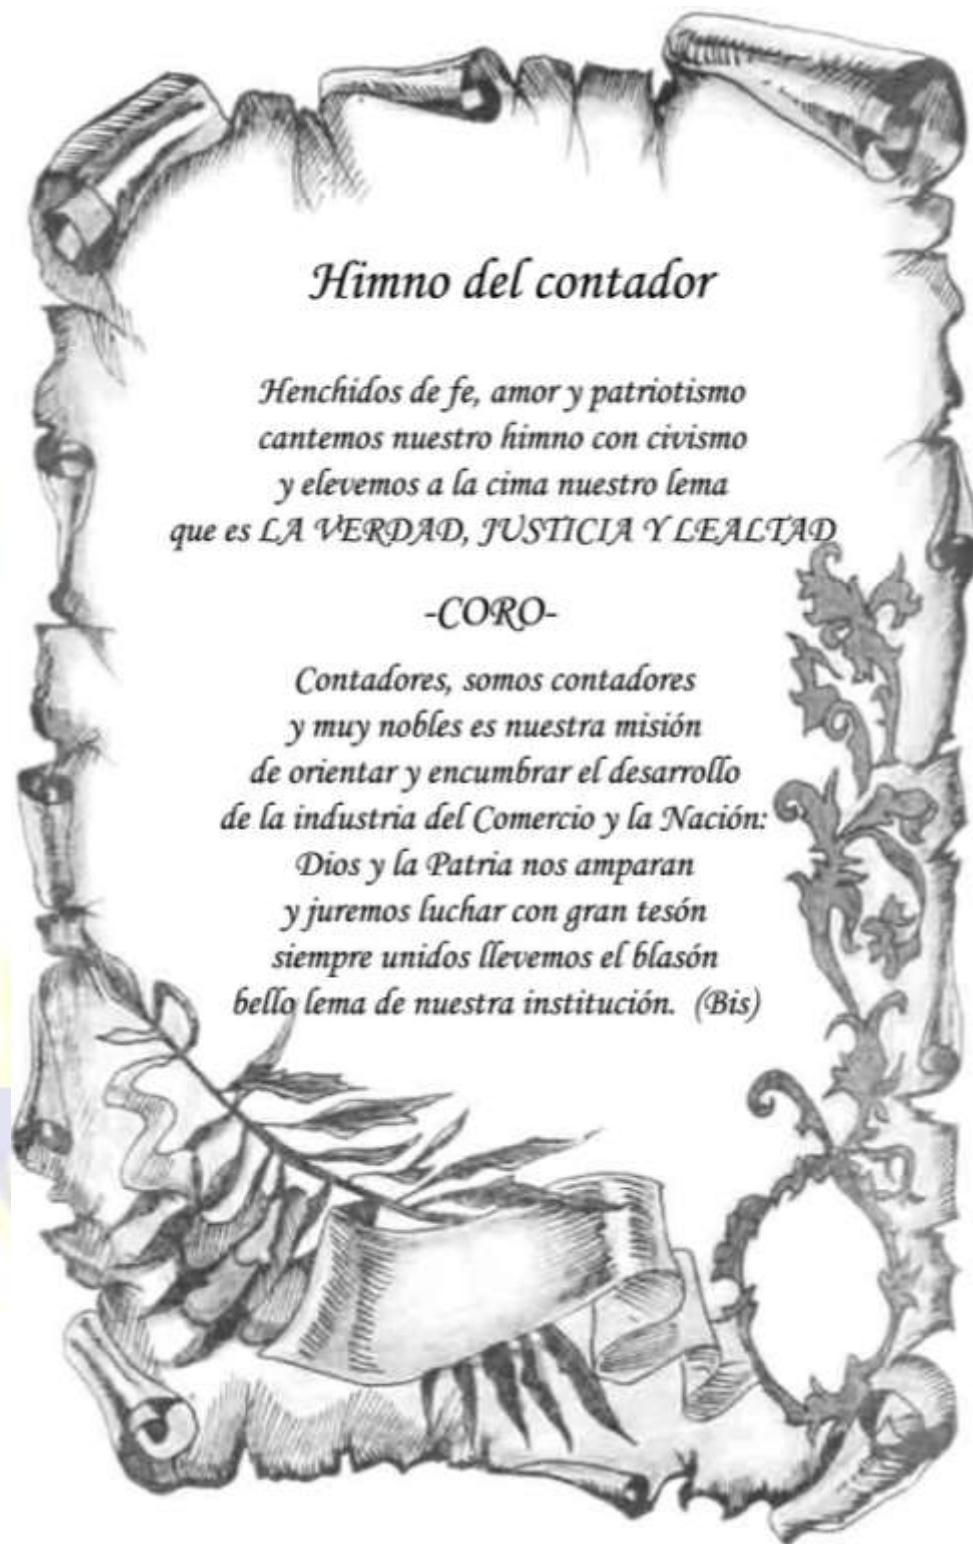 Himno del contador
Henchidos de fe, amor y patriotismo
cantemos nuestro himno con civismo
y elevemos a la cima nuestro lema
que es LA VERDAD, JUSTICIA Y LEALTAD
-CORO-
Contadores, somos contadores
y muy nobles es nuestra misión
de orientar y encumbrar el desarrollo
de la industria del Comercio y la Nación:
Dios y la Patria nos amparan
y juremos luchar con gran tesón
siempre unidos llevemos el blasón
bello lema de nuestra institución. (Bis)